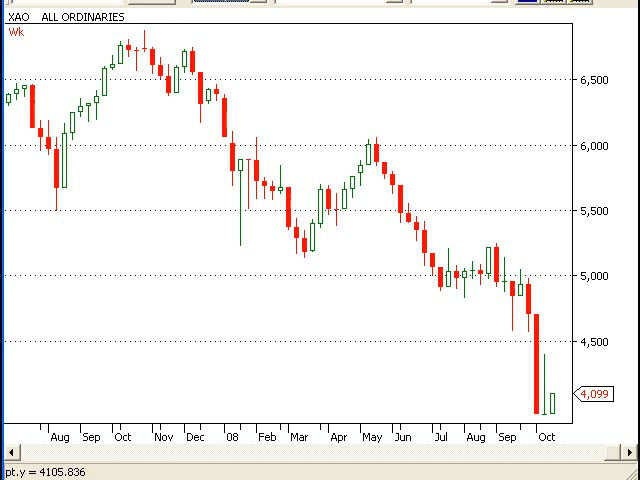 XAO ALL ORDINARIES
Wk
6,500
6,000
5,500
5,000
4,500
4,099
Aug Sep Oct Nov Dec 08 Feb Mar Apr May Jun Jul Aug Sep Oct
pt.y = 4105.836